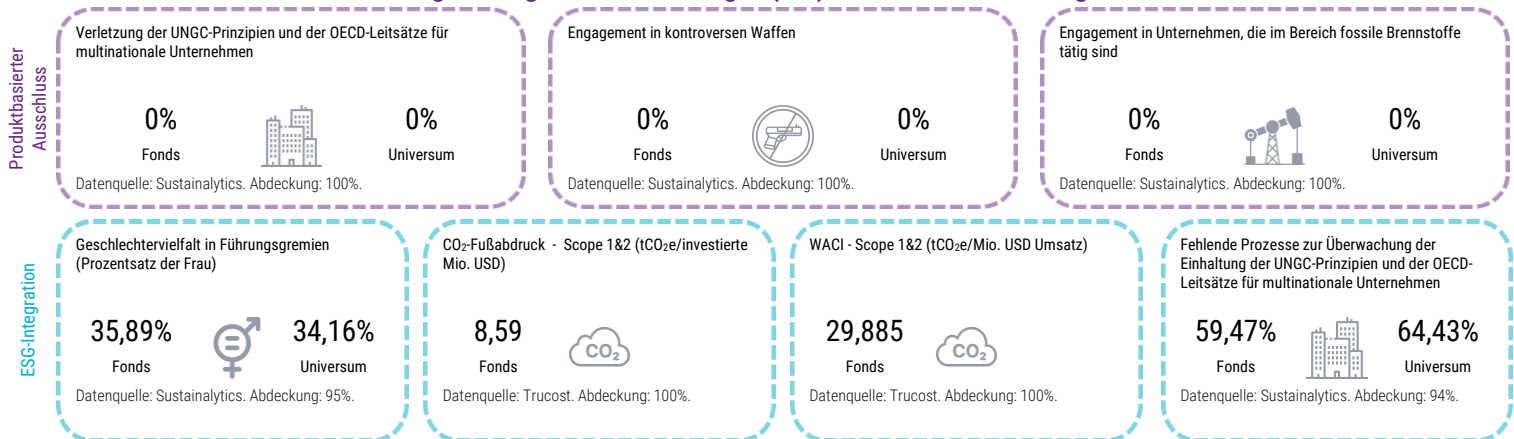 Produktbasierter
Ausschluss
Verletzung der UNGC-Prinzipien und der OECD-Leitsätze für
multinationale Unternehmen
0%
Fonds
0%
Universum
Datenquelle: Sustainalytics. Abdeckung: 100%.
Engagement in kontroversen Waffen
0%
Fonds
0%
Universum
Datenquelle: Sustainalytics. Abdeckung: 100%.
Engagement in Unternehmen, die im Bereich fossile Brennstoffe
tätig sind
0%
Fonds
0%
Universum
Datenquelle: Sustainalytics. Abdeckung: 100%.
ESG-Integration
Geschlechtervielfalt in Führungsgremien
(Prozentsatz der Frau)
35,89%
Fonds
34,16%
Universum
Datenquelle: Sustainalytics. Abdeckung: 95%.
CO₂-Fußabdruck - Scope 1&2 (tCO₂e/investierte
Mio. USD)
8,59
Fonds
CO₂
Datenquelle: Trucost. Abdeckung: 100%.
WACI - Scope 1&2 (tCO₂e/Mio. USD Umsatz)
29,885
Fonds
CO₂
Datenquelle: Trucost. Abdeckung: 100%.
Fehlende Prozesse zur Überwachung der
Einhaltung der UNGC-Prinzipien und der OECD-
Leitsätze für multinationale Unternehmen
59,47%
Fonds
64,43%
Universum
Datenquelle: Sustainalytics. Abdeckung: 94%.